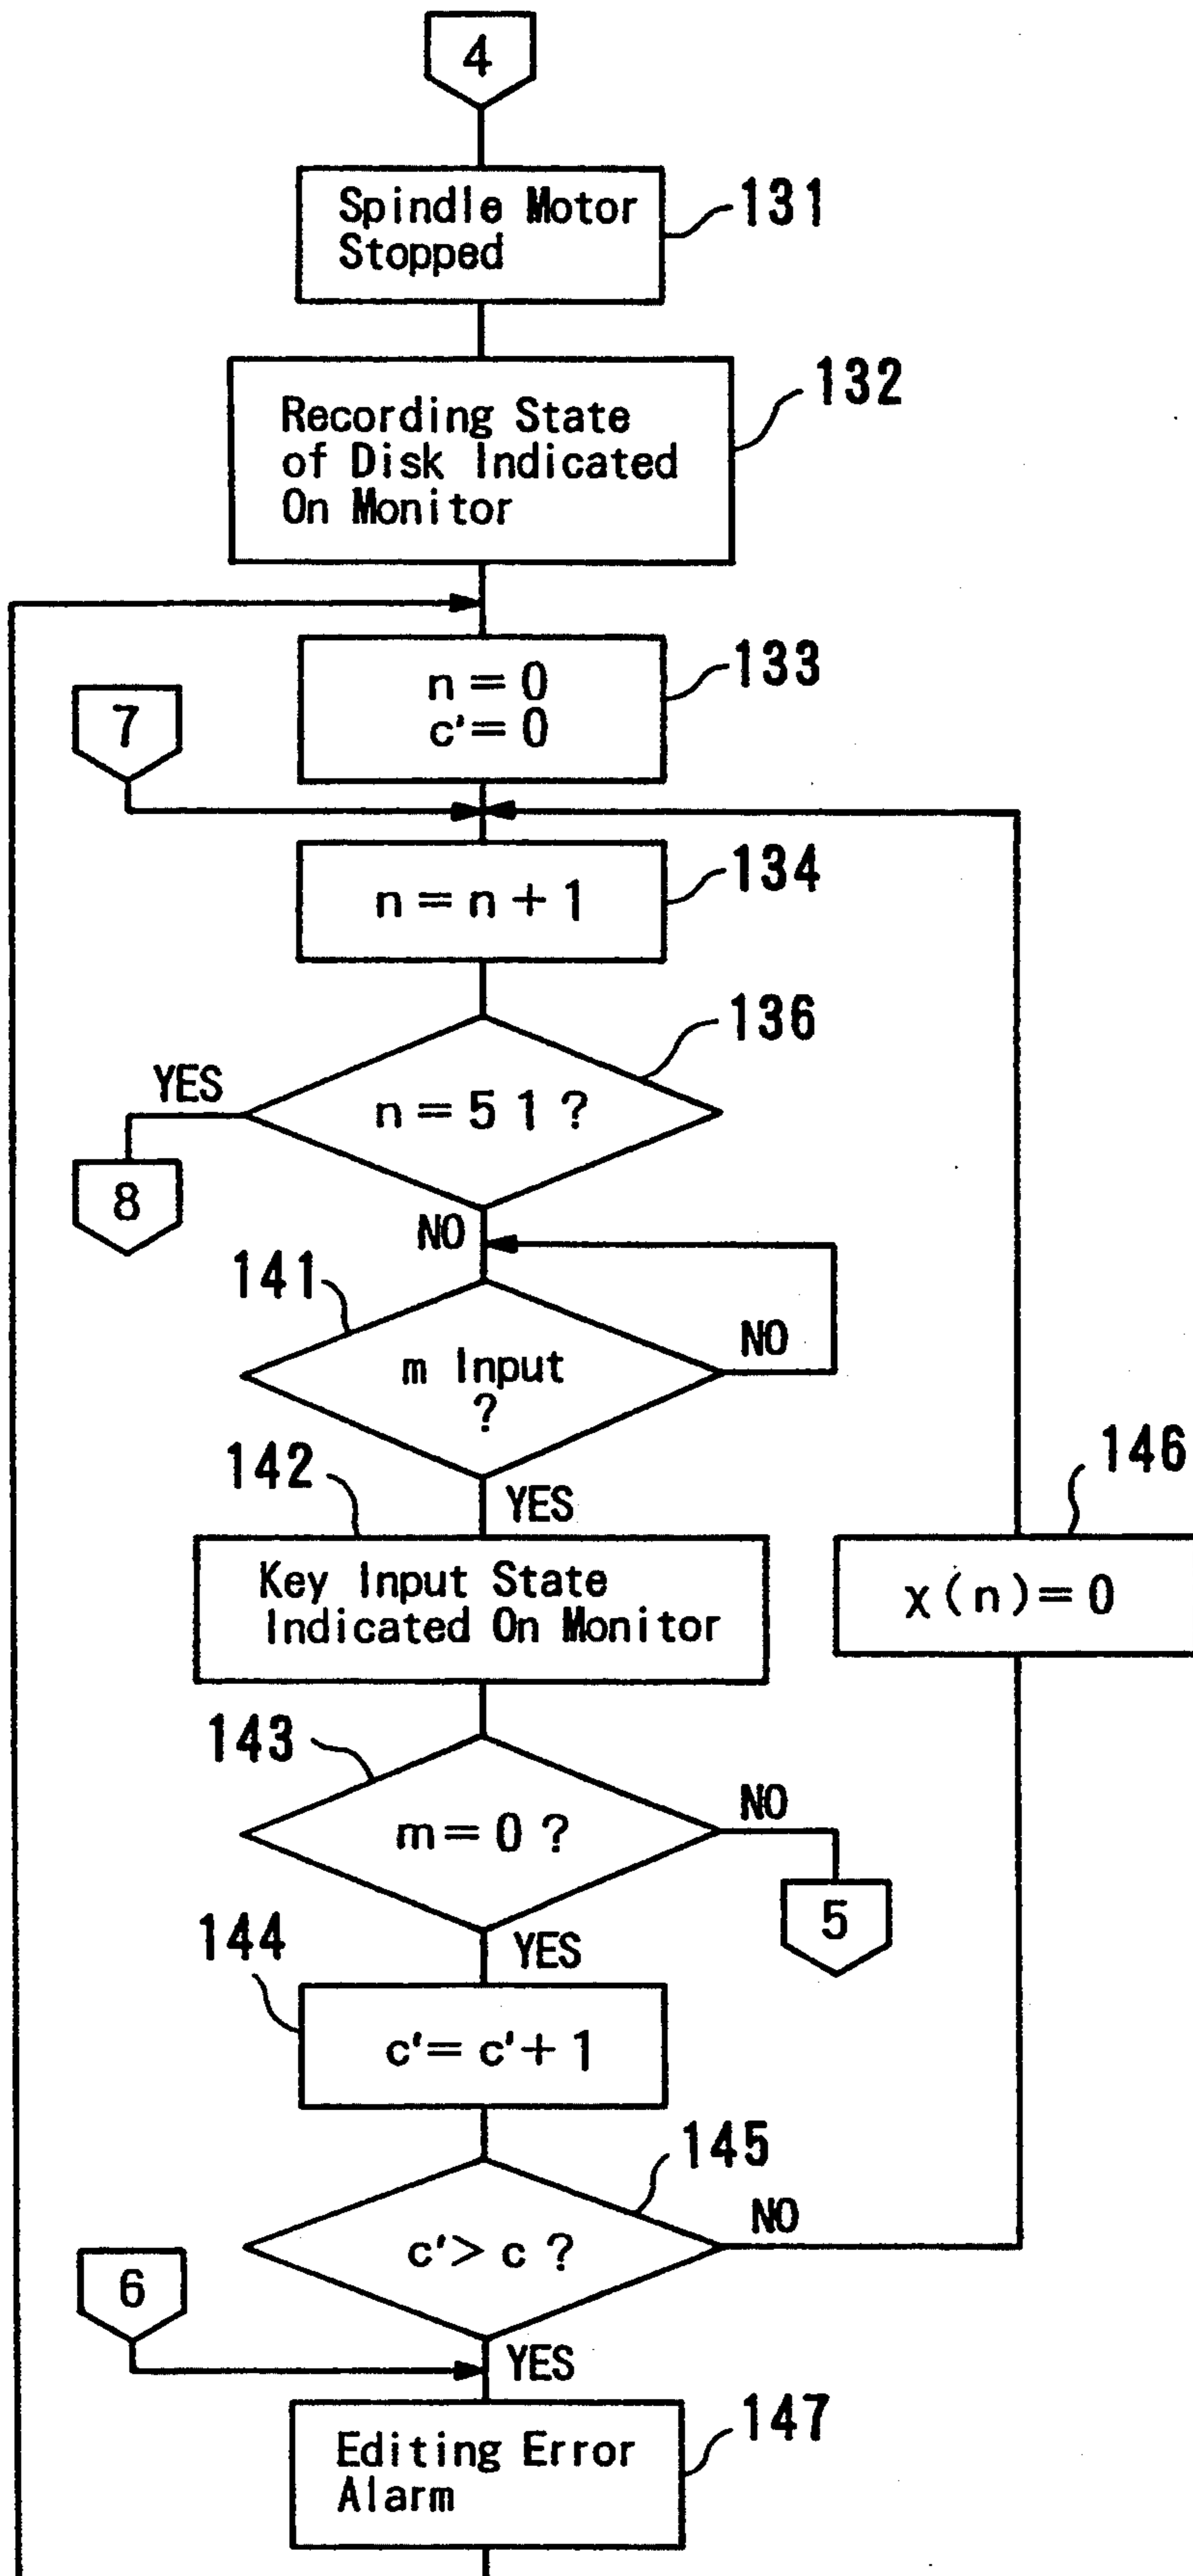 4
Spindle Motor
Stopped
131
Recording State
of Disk Indicated
On Monitor
132
n=0
c'=0
133
7
n=n+1
134
136
YES
n=51?
8
NO
141
NO
m Input
?
142
YES
146
Key Input State
Indicated On Monitor
x(n)=0
143
NO
m=0?
5
144
YES
c'=c'+1
145
NO
c'>c?
6
YES
147
Editing Error
Alarm